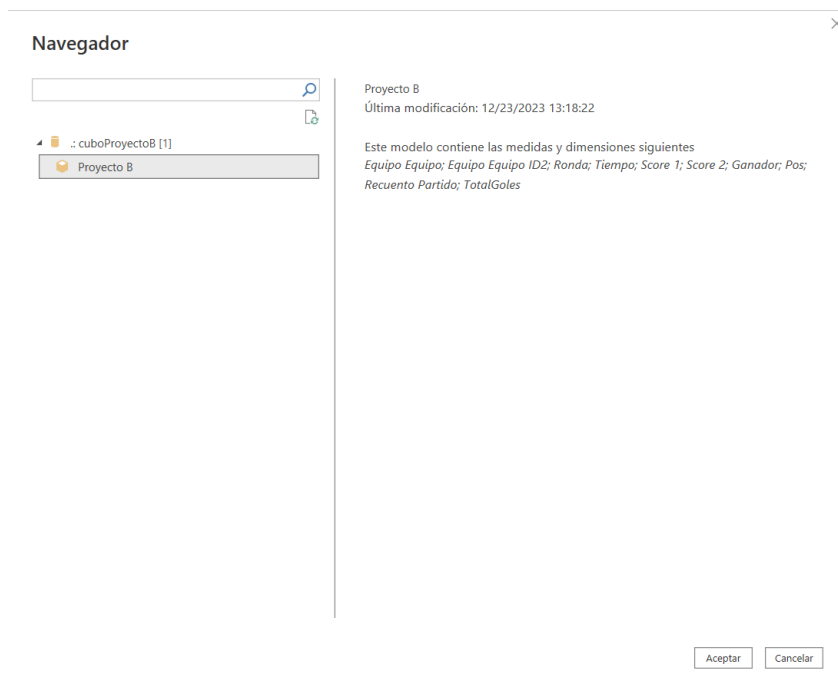 Navegador
.: cuboProyectoB [1]
Proyecto B
Proyecto B
Última modificación: 12/23/2023 13:18:22
Este modelo contiene las medidas y dimensiones siguientes
Equipo Equipo; Equipo Equipo ID2; Ronda; Tiempo; Score 1; Score 2; Ganador; Pos;
Recuento Partido; TotalGoles
Aceptar
Cancelar